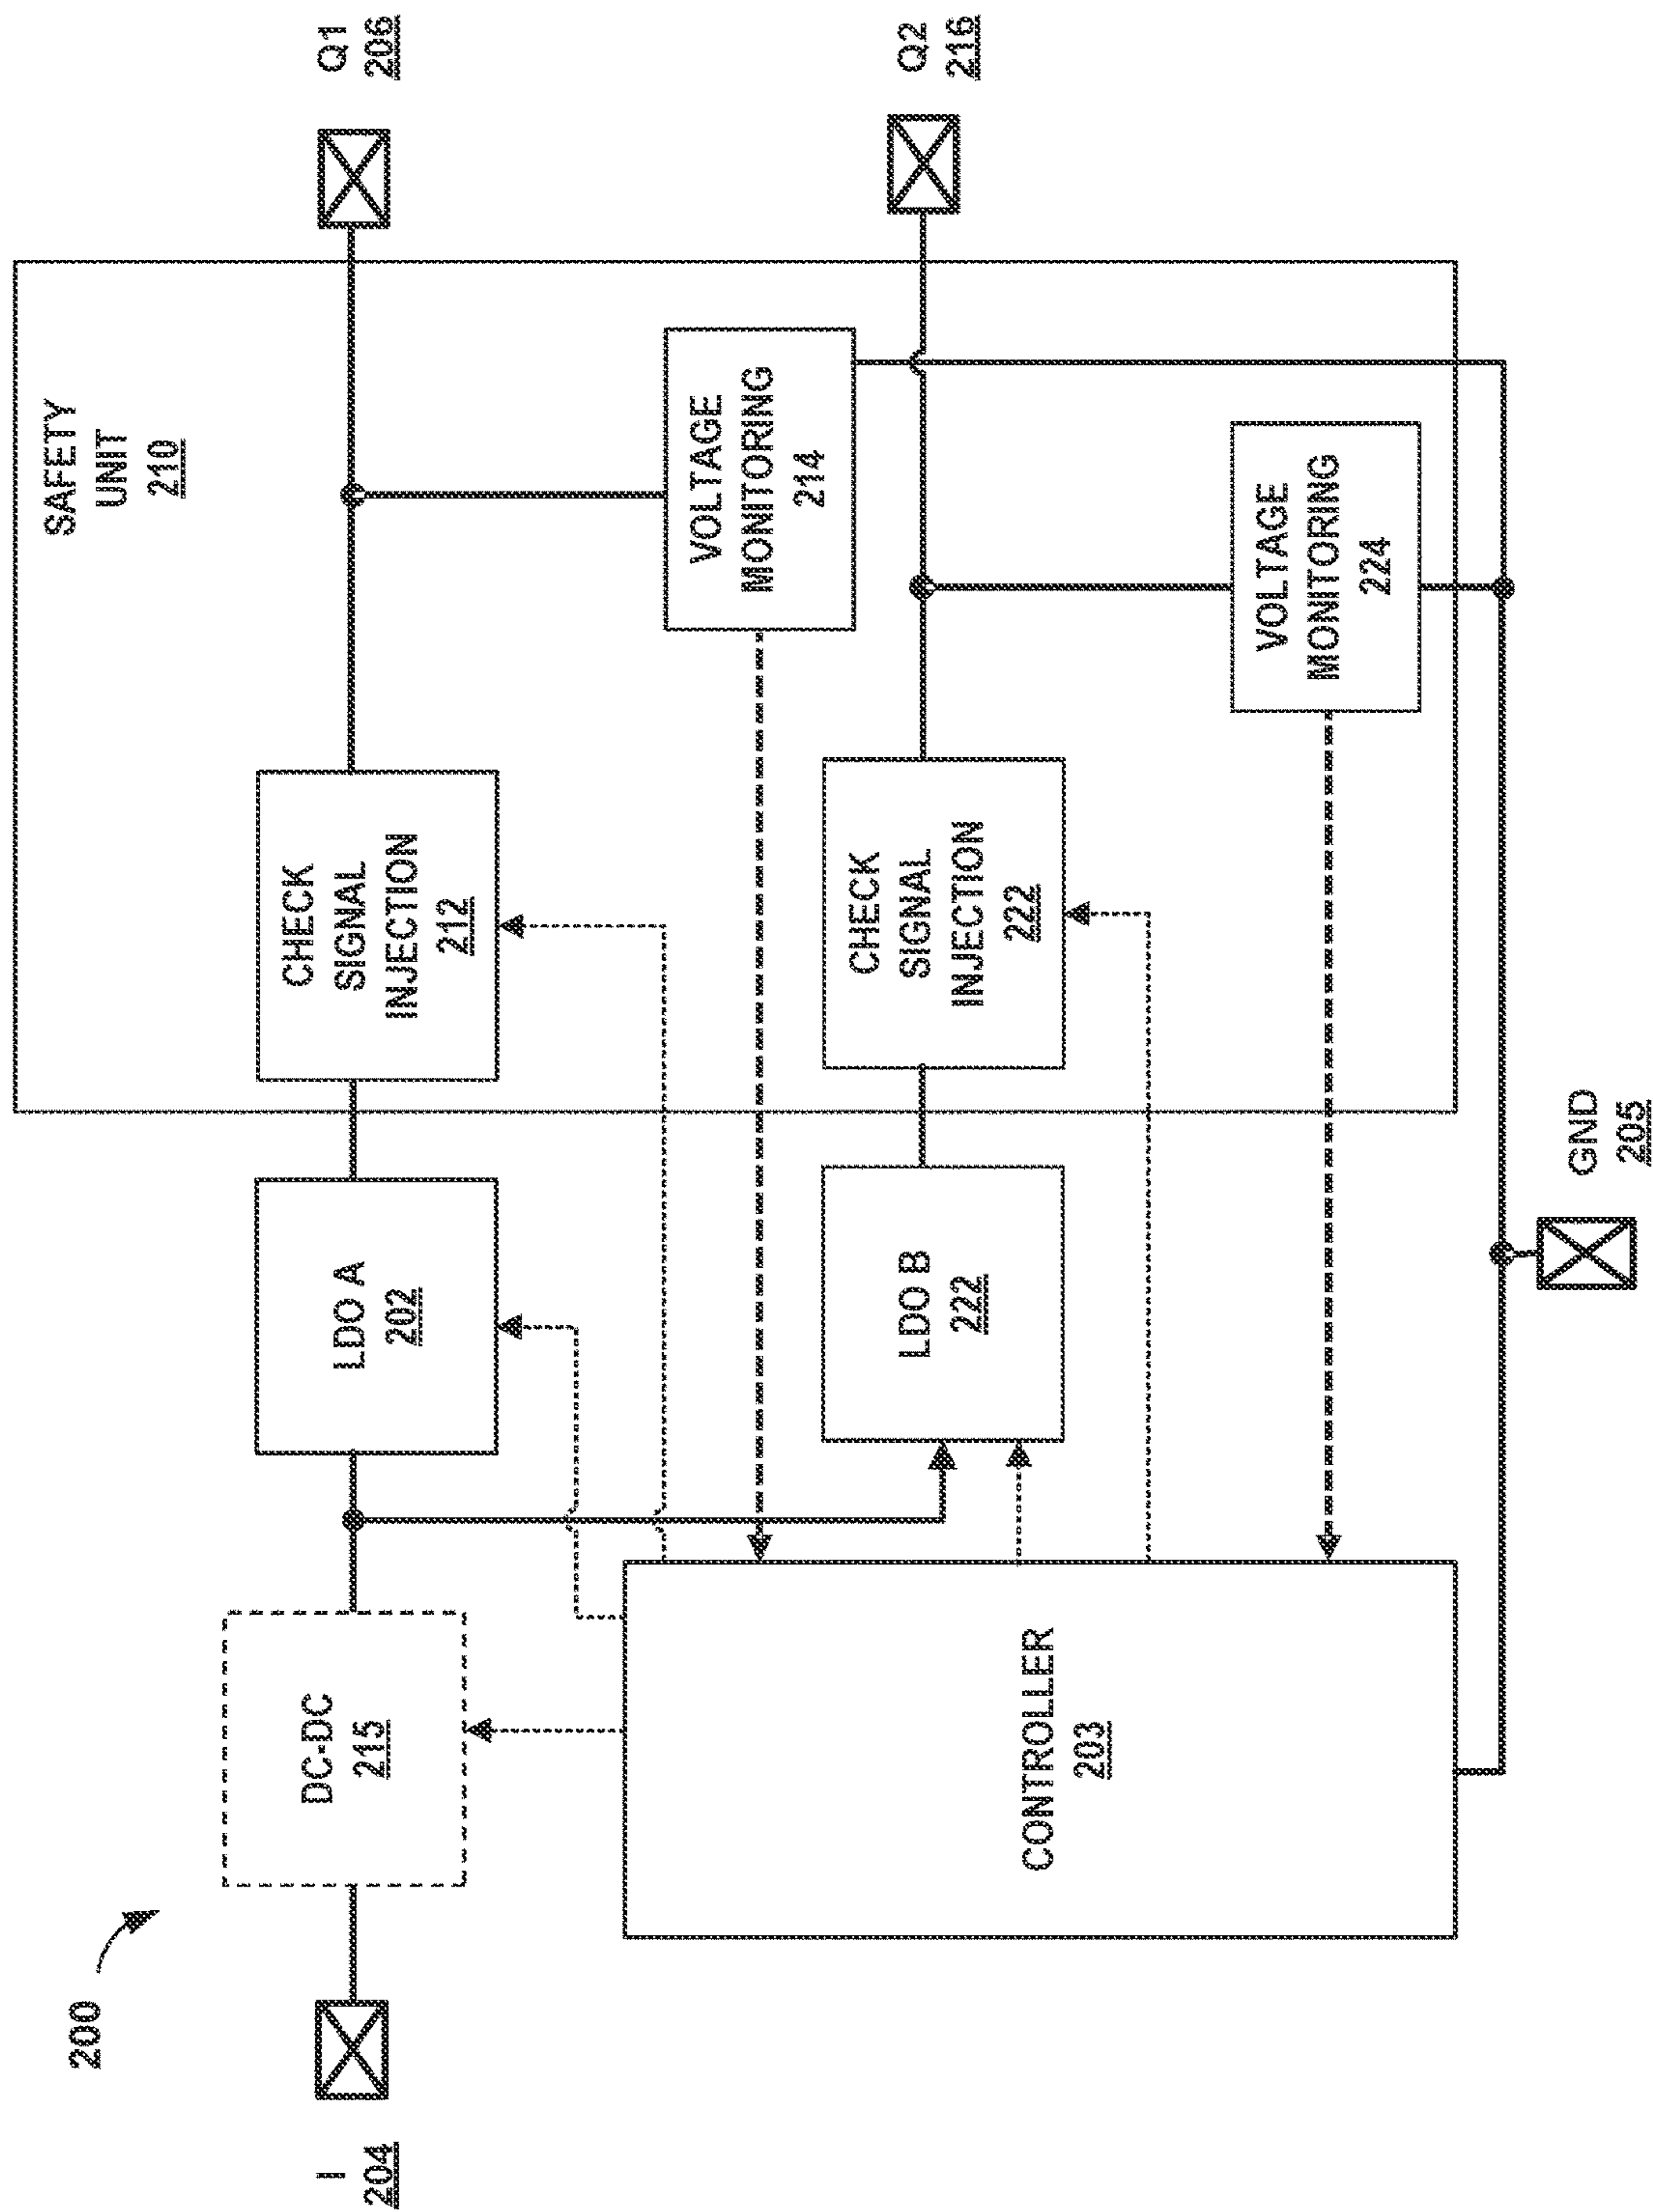 200
I
204
DC-DC
215
LDO A
202
CHECK
SIGNAL
INJECTION
212
SAFETY
UNIT
210
Q1
206
VOLTAGE
MONITORING
214
CONTROLLER
203
LDO B
222
CHECK
SIGNAL
INJECTION
222
Q2
216
VOLTAGE
MONITORING
224
GND
205